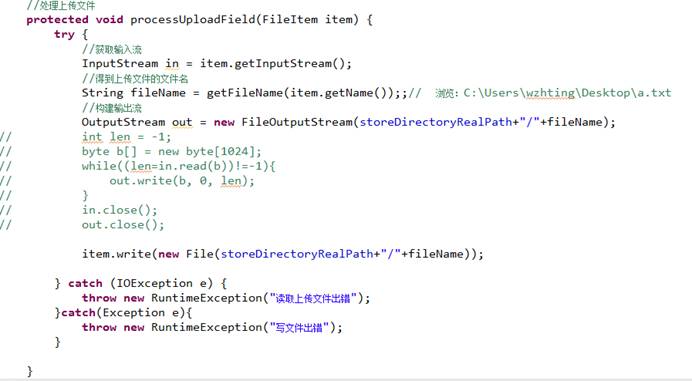 //处理上传文件
protected void processUploadField(FileItem item) {
try {
//获取输入流
InputStream in = item.getInputStream();
//得到上传文件的文件名
String fileName = getFileName(item.getName());;// 浏览：C:\Users\wzhting\Desktop\a.txt
//构建输出流
OutputStream out = new FileOutputStream(storeDirectoryRealPath+"/"+fileName);
// int len = -1;
// byte b[] = new byte[1024];
// while((len=in.read(b))!=-1){
// out.write(b, 0, len);
// }
// in.close();
// out.close();
item.write(new File(storeDirectoryRealPath+"/"+fileName));
} catch (IOException e) {
throw new RuntimeException("读取上传文件出错");
}catch(Exception e){
throw new RuntimeException("写文件出错");
}
}